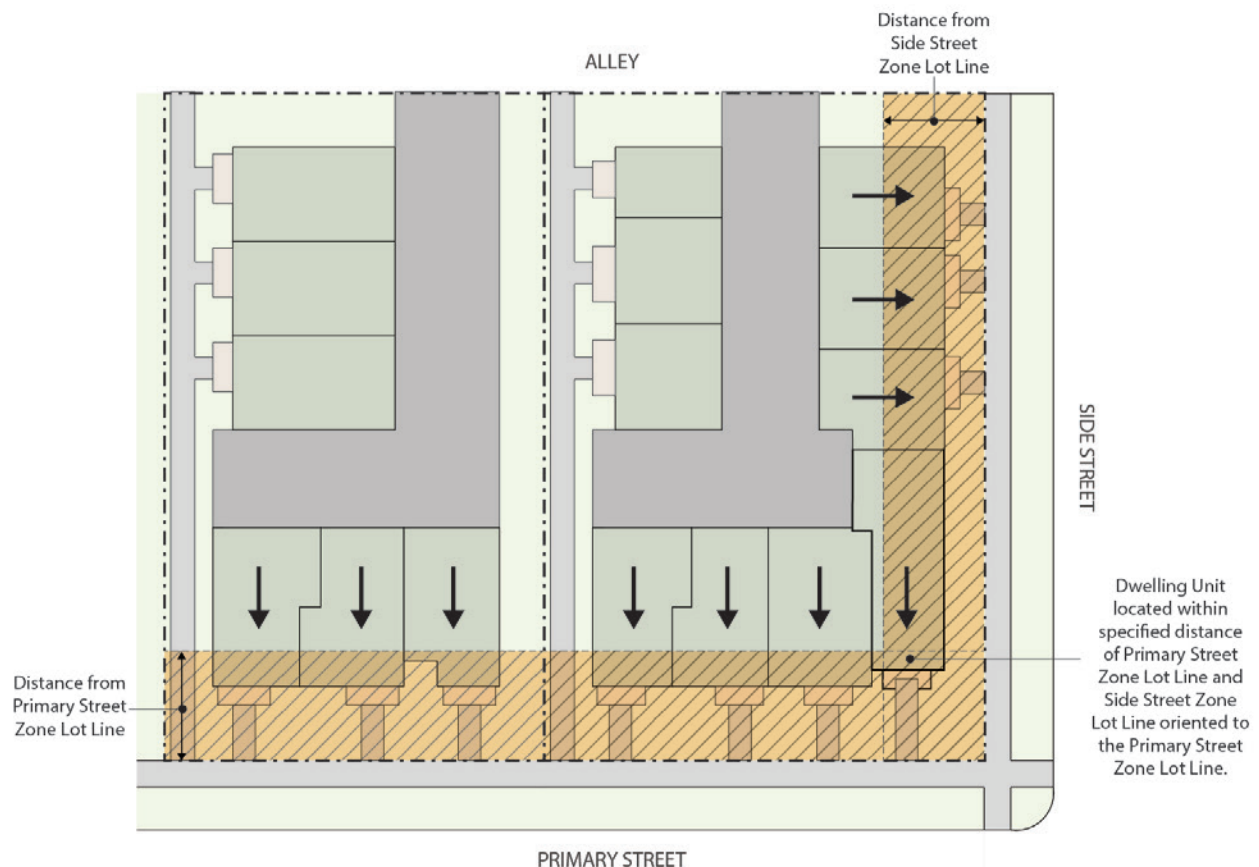 Distance from
Side Street
Zone Lot Line
ALLEY
SIDE STREET
Distance from
Primary Street
Zone Lot Line
Dwelling Unit
located within
specified distance
of Primary Street
Zone Lot Line and
Side Street Zone
Lot Line oriented to
the Primary Street
Zone Lot Line.
PRIMARY STREET